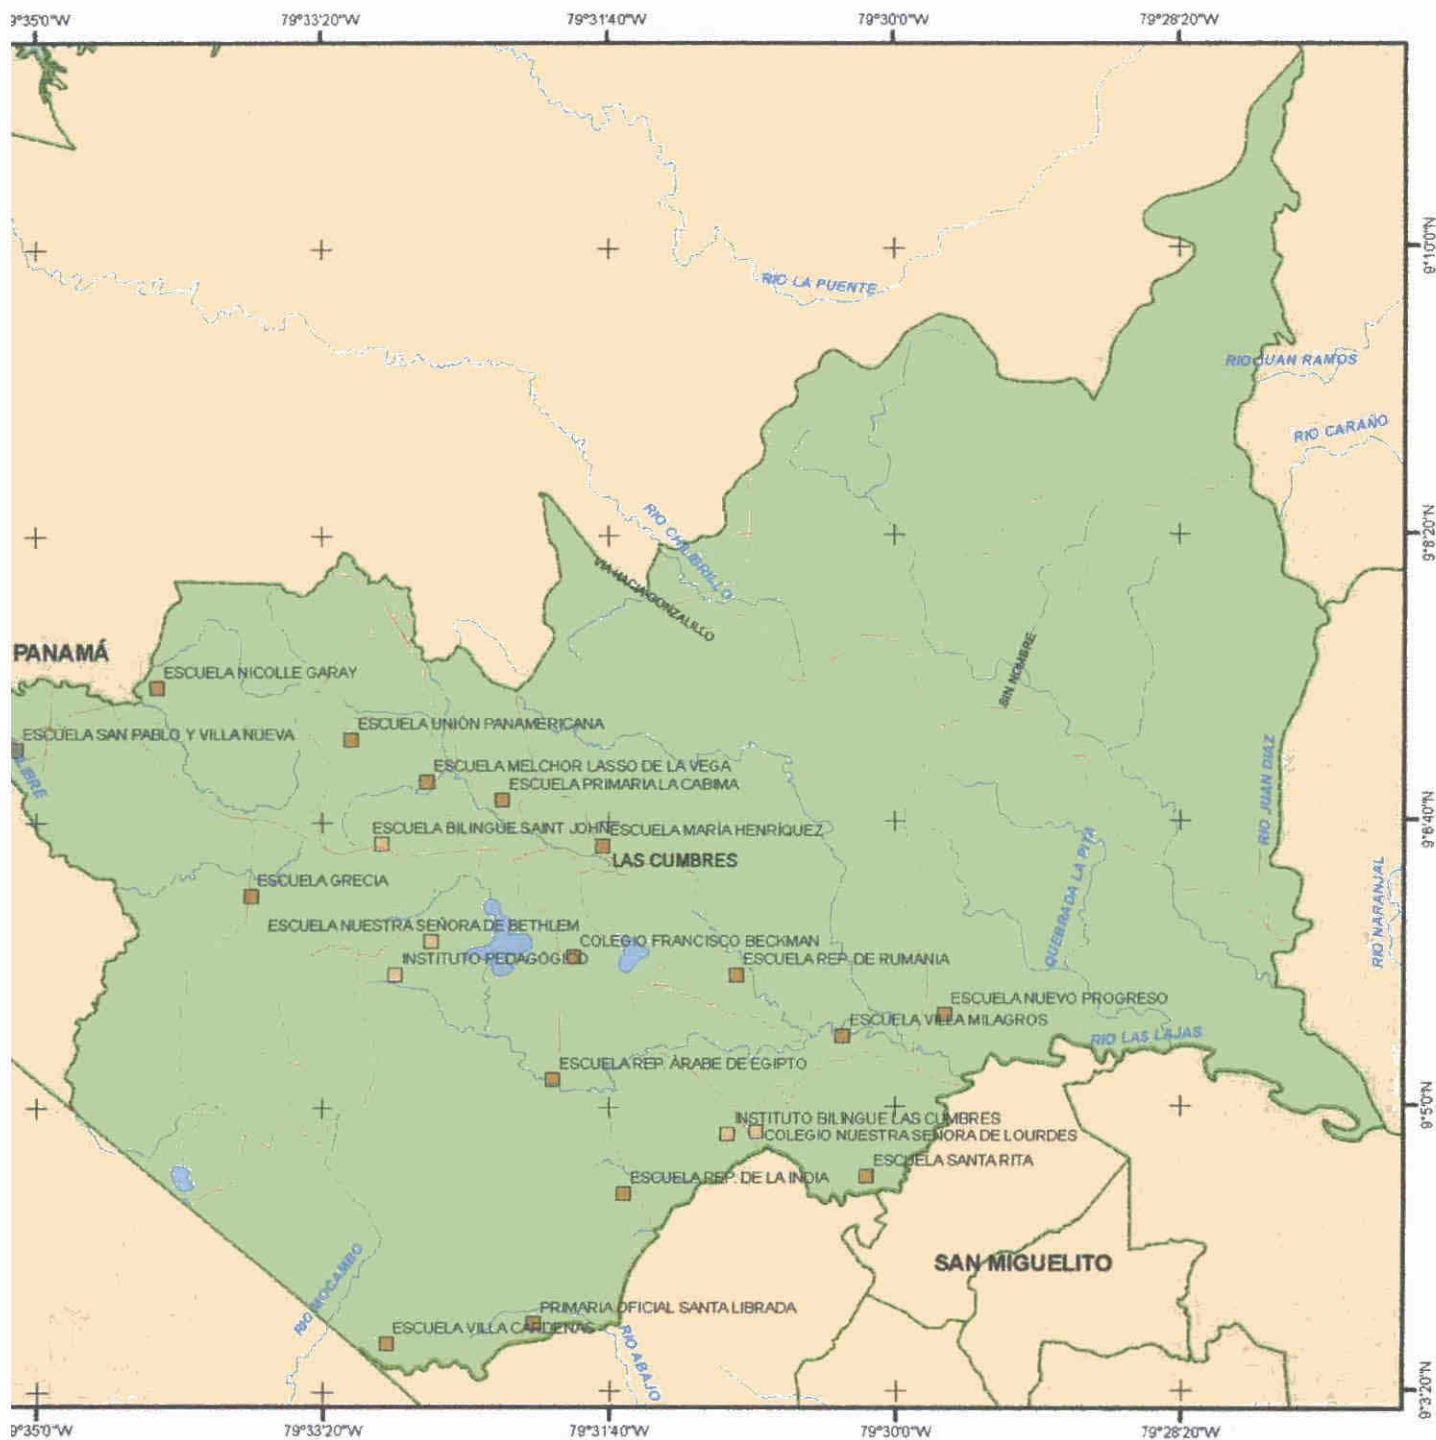 9°35'0"W 79°33'20"W 79°31'40"W 79°30'0"W 79°28'20"W
9°10'0"N
RIO LA PUENTE
RIO JUAN RAMOS
RIO CARAÑO
RIO CHILIBRILLO
9°8'20"N
VIA HACIA GONZALILLO
SIN NOMBRE
PANAMÁ
ESCUELA NICOLLE GARAY
ESCUELA UNIÓN PANAMERICANA
ESCUELA SAN PABLO Y VILLA NUEVA
LIBRE
ESCUELA MELCHOR LASSO DE LA VEGA
ESCUELA PRIMARIA LA CABIMA
RIO JUAN DIAZ
9°6'40"N
ESCUELA BILINGÜE SAINT JOHN
ESCUELA MARÍA HENRÍQUEZ
LAS CUMBRES
QUEBRADA LA PITA
RIO NARANJAL
ESCUELA GRECIA
ESCUELA NUESTRA SEÑORA DE BETHLEM
COLEGIO FRANCISCO BECKMAN
INSTITUTO PEDAGÓGICO
ESCUELA REP. DE RUMANIA
ESCUELA NUEVO PROGRESO
ESCUELA VILLA MILAGROS
RIO LAS LAJAS
ESCUELA REP. ÁRABE DE EGIPTO
9°5'0"N
INSTITUTO BILINGUE LAS CUMBRES
COLEGIO NUESTRA SEÑORA DE LOURDES
ESCUELA SANTA RITA
ESCUELA REP. DE LA INDIA
SAN MIGUELITO
RIO MOCAMBO
PRIMARIA OFICIAL SANTA LIBRADA
ESCUELA VILLA CARDENAS
RIO ABAJO
9°3'20"N
9°35'0"W 79°33'20"W 79°31'40"W 79°30'0"W 79°28'20"W